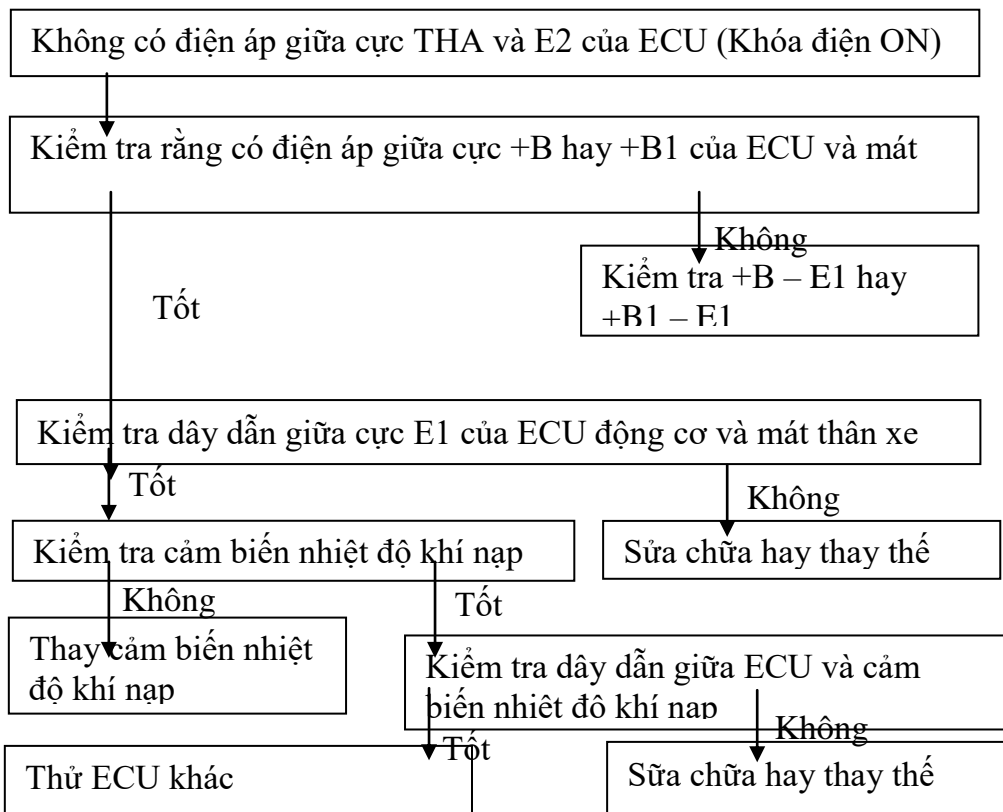 Không có điện áp giữa cực THA và E2 của ECU (Khóa điện ON)
Kiểm tra rằng có điện áp giữa cực +B hay +B1 của ECU và mát
Không
Kiểm tra +B – E1 hay
+B1 – E1
Tốt
Kiểm tra dây dẫn giữa cực E1 của ECU động cơ và mát thân xe
Tốt
Không
Kiểm tra cảm biến nhiệt độ khí nạp
Sửa chữa hay thay thế
Không
Tốt
Thay cảm biến nhiệt
độ khí nạp
Kiểm tra dây dẫn giữa ECU và cảm
biến nhiệt độ khí nạp
Tốt
Không
Thử ECU khác
Sữa chữa hay thay thế